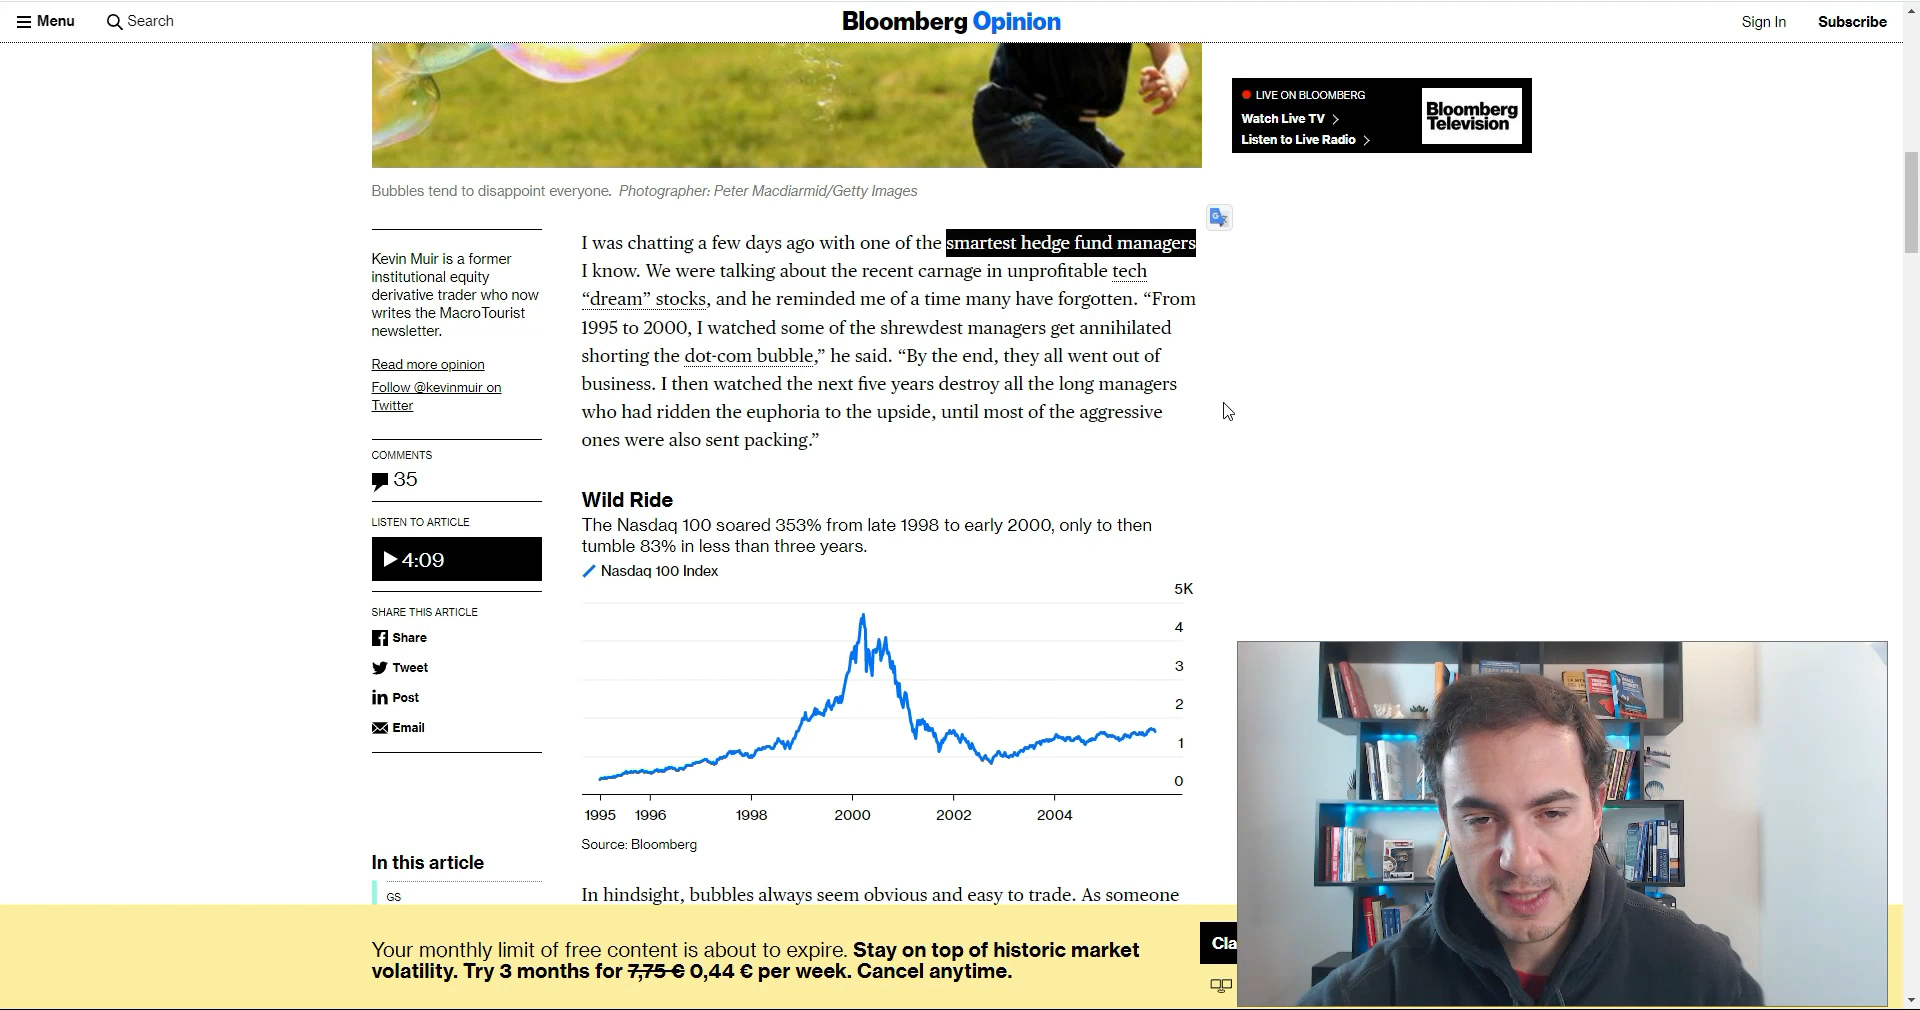 Menu
Search
Bloomberg Opinion
Sign In
Subscribe
LIVE ON BLOOMBERG
Watch Live TV
Listen to Live Radio
Bloomberg
Television
Bubbles tend to disappoint everyone. Photographer: Peter Macdiarmid/Getty Images
Kevin Muir is a former
institutional equity
derivative trader who now
writes the MacroTourist
newsletter.
Read more opinion
Follow @kevinmuir on
Twitter
COMMENTS
35
LISTEN TO ARTICLE
4:09
SHARE THIS ARTICLE
Share
Tweet
Post
Email
In this article
GS
I was chatting a few days ago with one of the smartest hedge fund managers
I know. We were talking about the recent carnage in unprofitable tech
“dream” stocks, and he reminded me of a time many have forgotten. “From
1995 to 2000, I watched some of the shrewdest managers get annihilated
shorting the dot-com bubble,” he said. “By the end, they all went out of
business. I then watched the next five years destroy all the long managers
who had ridden the euphoria to the upside, until most of the aggressive
ones were also sent packing.”
Wild Ride
The Nasdaq 100 soared 353% from late 1998 to early 2000, only to then
tumble 83% in less than three years.
Nasdaq 100 Index
5K
4
3
2
1
0
1995 1996 1998 2000 2002 2004
Source: Bloomberg
In hindsight, bubbles always seem obvious and easy to trade. As someone
Your monthly limit of free content is about to expire. Stay on top of historic market
volatility. Try 3 months for 7,75 € 0,44 € per week. Cancel anytime.
Cla